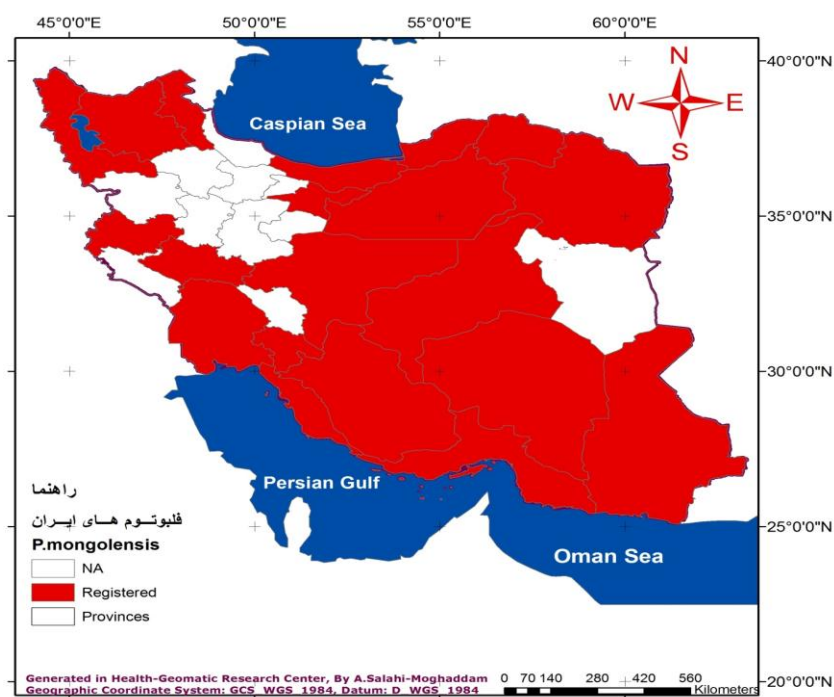 45°0'0"E 50°0'0"E 55°0'0"E 60°0'0"E
40°0'0"N
N
W E
S
Caspian Sea
35°0'0"N
30°0'0"N
Persian Gulf
راهنما
فلبوتوم های ایران
P.mongolensis
NA
Registered
Provinces
25°0'0"N
Oman Sea
20°0'0"N
Generated in Health-Geomatic Research Center, By A.Salahi-Moghaddam
Geographic Coordinate System: GCS_WGS_1984, Datum: D_WGS_1984
0 70 140 280 420 560
Kilometers